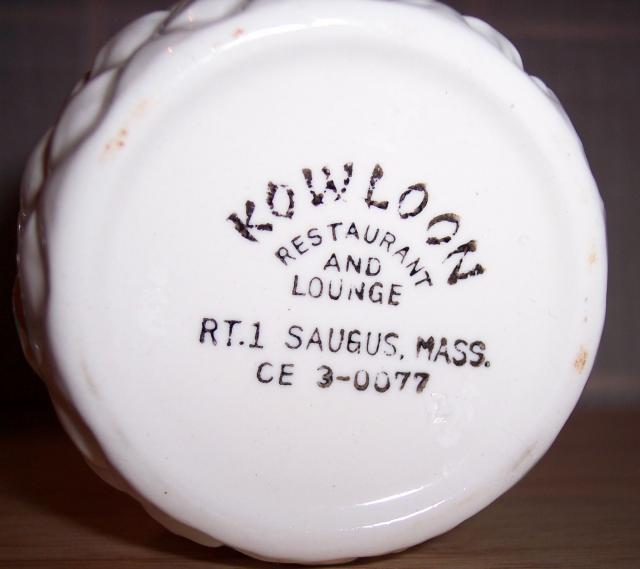 KOWLOON
RESTAURANT
AND
LOUNGE
RT.1 SAUGUS, MASS.
CE 3-0077